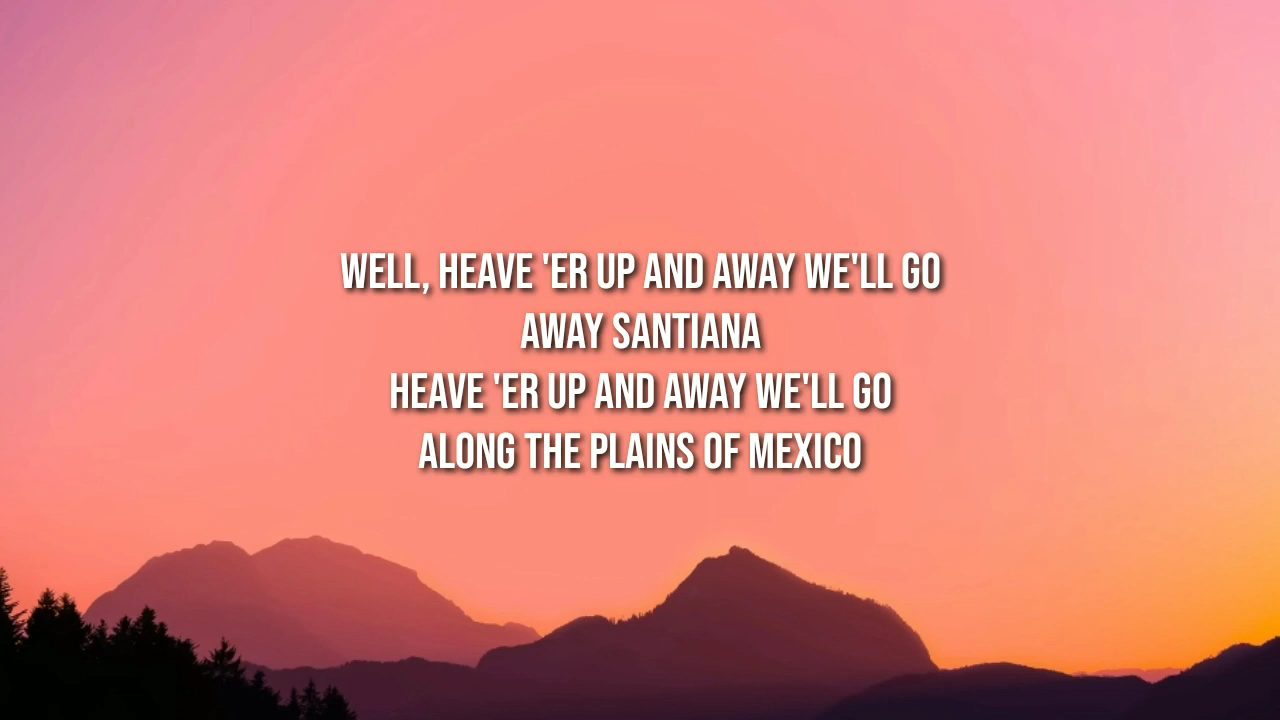 WELL, HEAVE 'ER UP AND AWAY WE'LL GO
AWAY SANTIANA
HEAVE 'ER UP AND AWAY WE'LL GO
ALONG THE PLAINS OF MEXICO